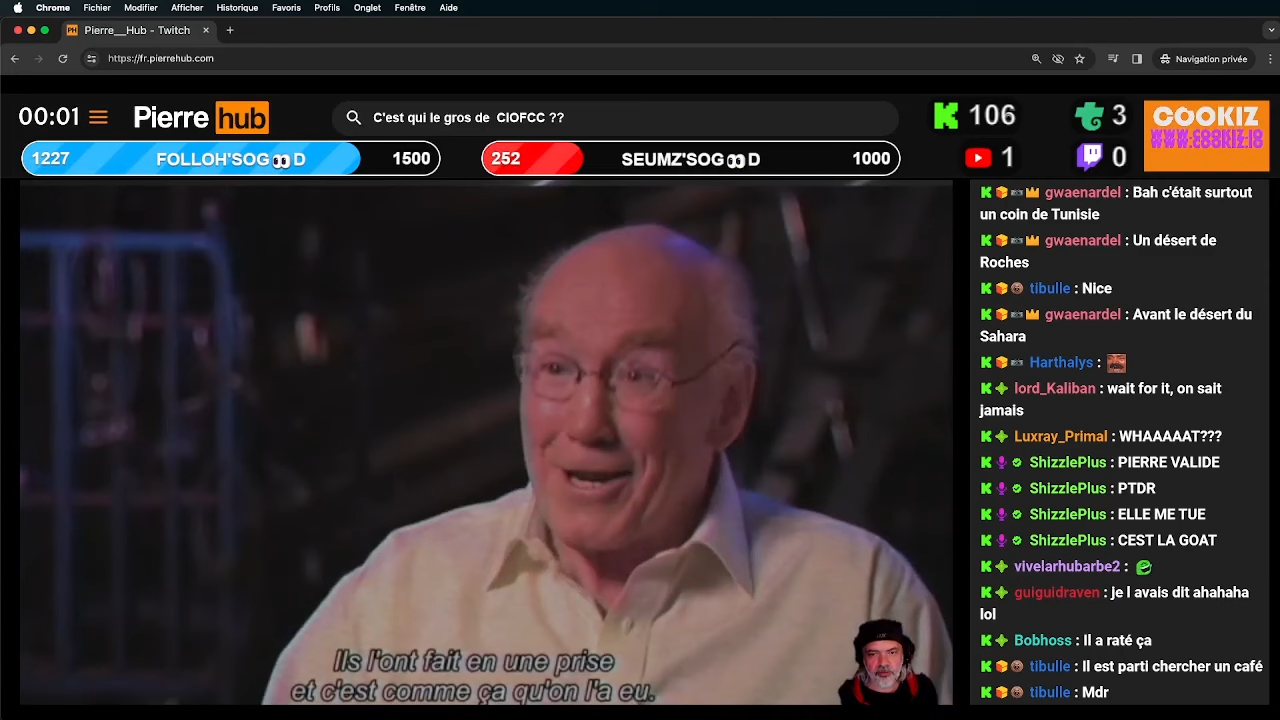 Chrome Fichier Modifier Afficher Historique Favoris Profils Onglet Fenêtre Aide
PH Pierre__Hub - Twitch
https://fr.pierrehub.com
Navigation privée
00:01
Pierre hub
C'est qui le gros de CIOFCC ??
K 106
3
1
0
COOKIZ
WWW.COOKIZ.IO
1227 FOLLOH'SOG👀D 1500
252 SEUMZ'SOG👀D 1000
gwaenardel : Bah c'était surtout
un coin de Tunisie
gwaenardel : Un désert de
Roches
tibulle : Nice
gwaenardel : Avant le désert du
Sahara
Harthalys :
lord_Kaliban : wait for it, on sait
jamais
Luxray_Primal : WHAAAAAT???
ShizzlePlus : PIERRE VALIDE
ShizzlePlus : PTDR
ShizzlePlus : ELLE ME TUE
ShizzlePlus : CEST LA GOAT
vivelarhubarbe2 :
guiguidraven : je l avais dit ahahaha
lol
Bobhoss : Il a raté ça
tibulle : Il est parti chercher un café
tibulle : Mdr
Ils l'ont fait en une prise
et c'est comme ça qu'on l'a eu.